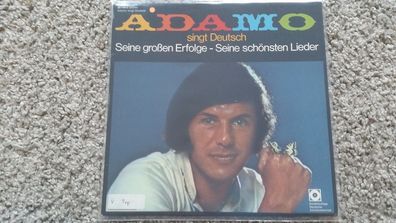 ADAMO
singt Deutsch
Seine großen Erfolge - Seine schönsten Lieder